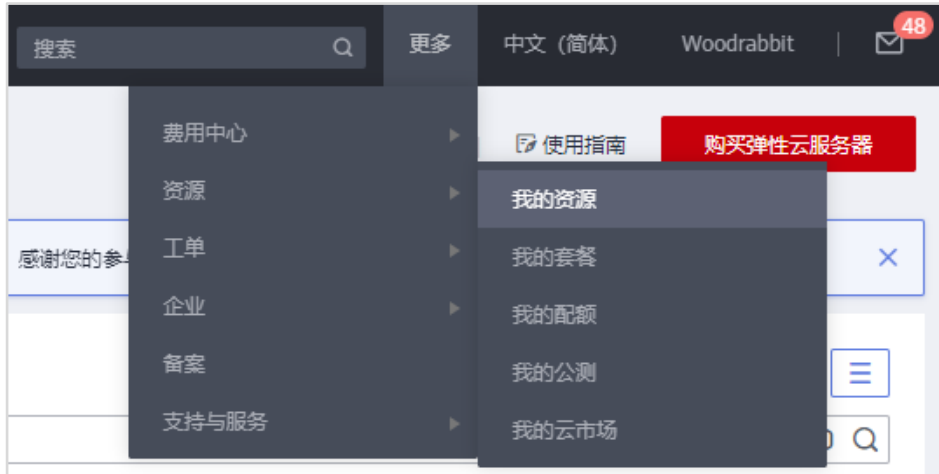 搜索 更多 中文（简体） Woodrabbit 48
费用中心 使用指南 购买弹性云服务器
资源 我的资源
感谢您的参 工单 我的套餐
企业 我的配额
备案 我的公测
支持与服务 我的云市场